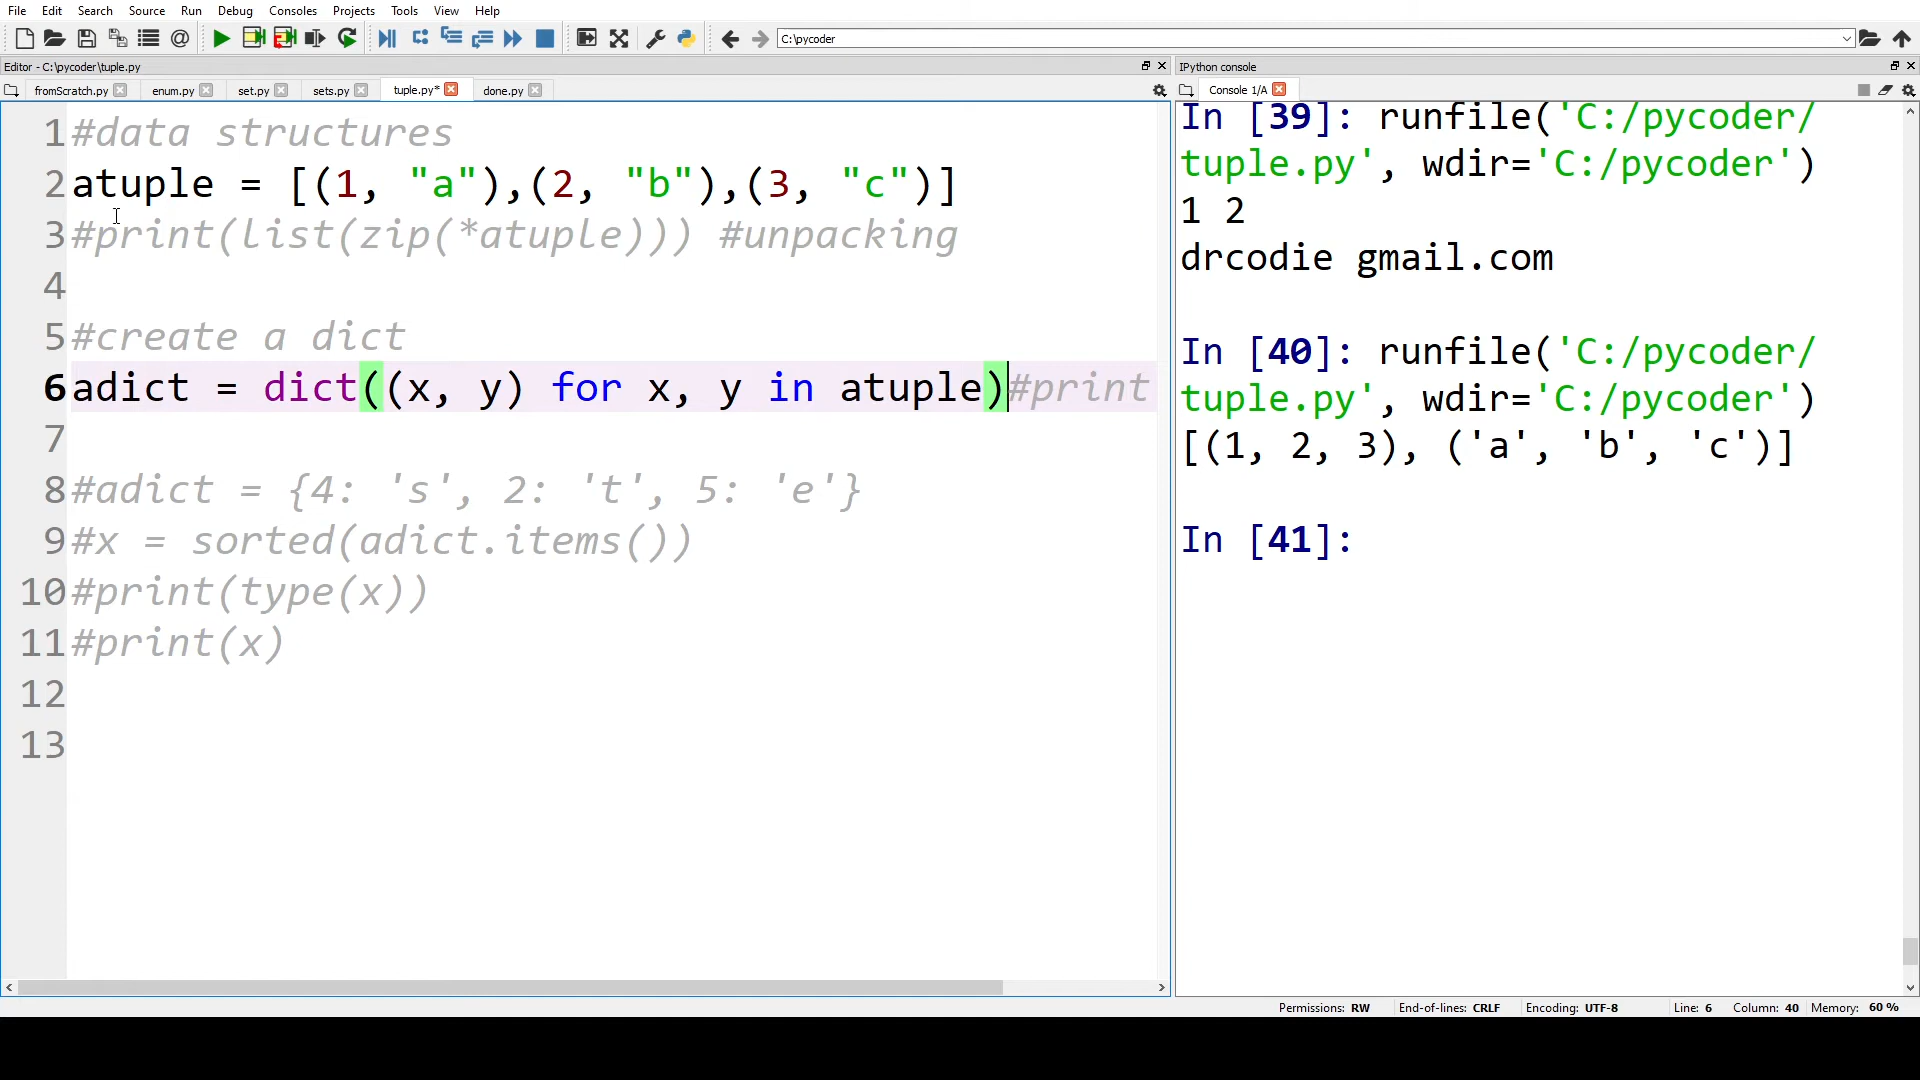 File Edit Search Source Run Debug Consoles Projects Tools View Help
C:\pycoder
Editor - C:\pycoder\tuple.py
IPython console
fromScratch.py enum.py set.py sets.py tuple.py* done.py
Console 1/A
1 #data structures
2 atuple = [(1, "a"),(2, "b"),(3, "c")]
3 #print(list(zip(*atuple))) #unpacking
4
5 #create a dict
6 adict = dict((x, y) for x, y in atuple)#print
7
8 #adict = {4: 's', 2: 't', 5: 'e'}
9 #x = sorted(adict.items())
10 #print(type(x))
11 #print(x)
12
13
In [39]: runfile('C:/pycoder/
tuple.py', wdir='C:/pycoder')
1 2
drcodie gmail.com
In [40]: runfile('C:/pycoder/
tuple.py', wdir='C:/pycoder')
[(1, 2, 3), ('a', 'b', 'c')]
In [41]:
Permissions: RW End-of-lines: CRLF Encoding: UTF-8 Line: 6 Column: 40 Memory: 60 %